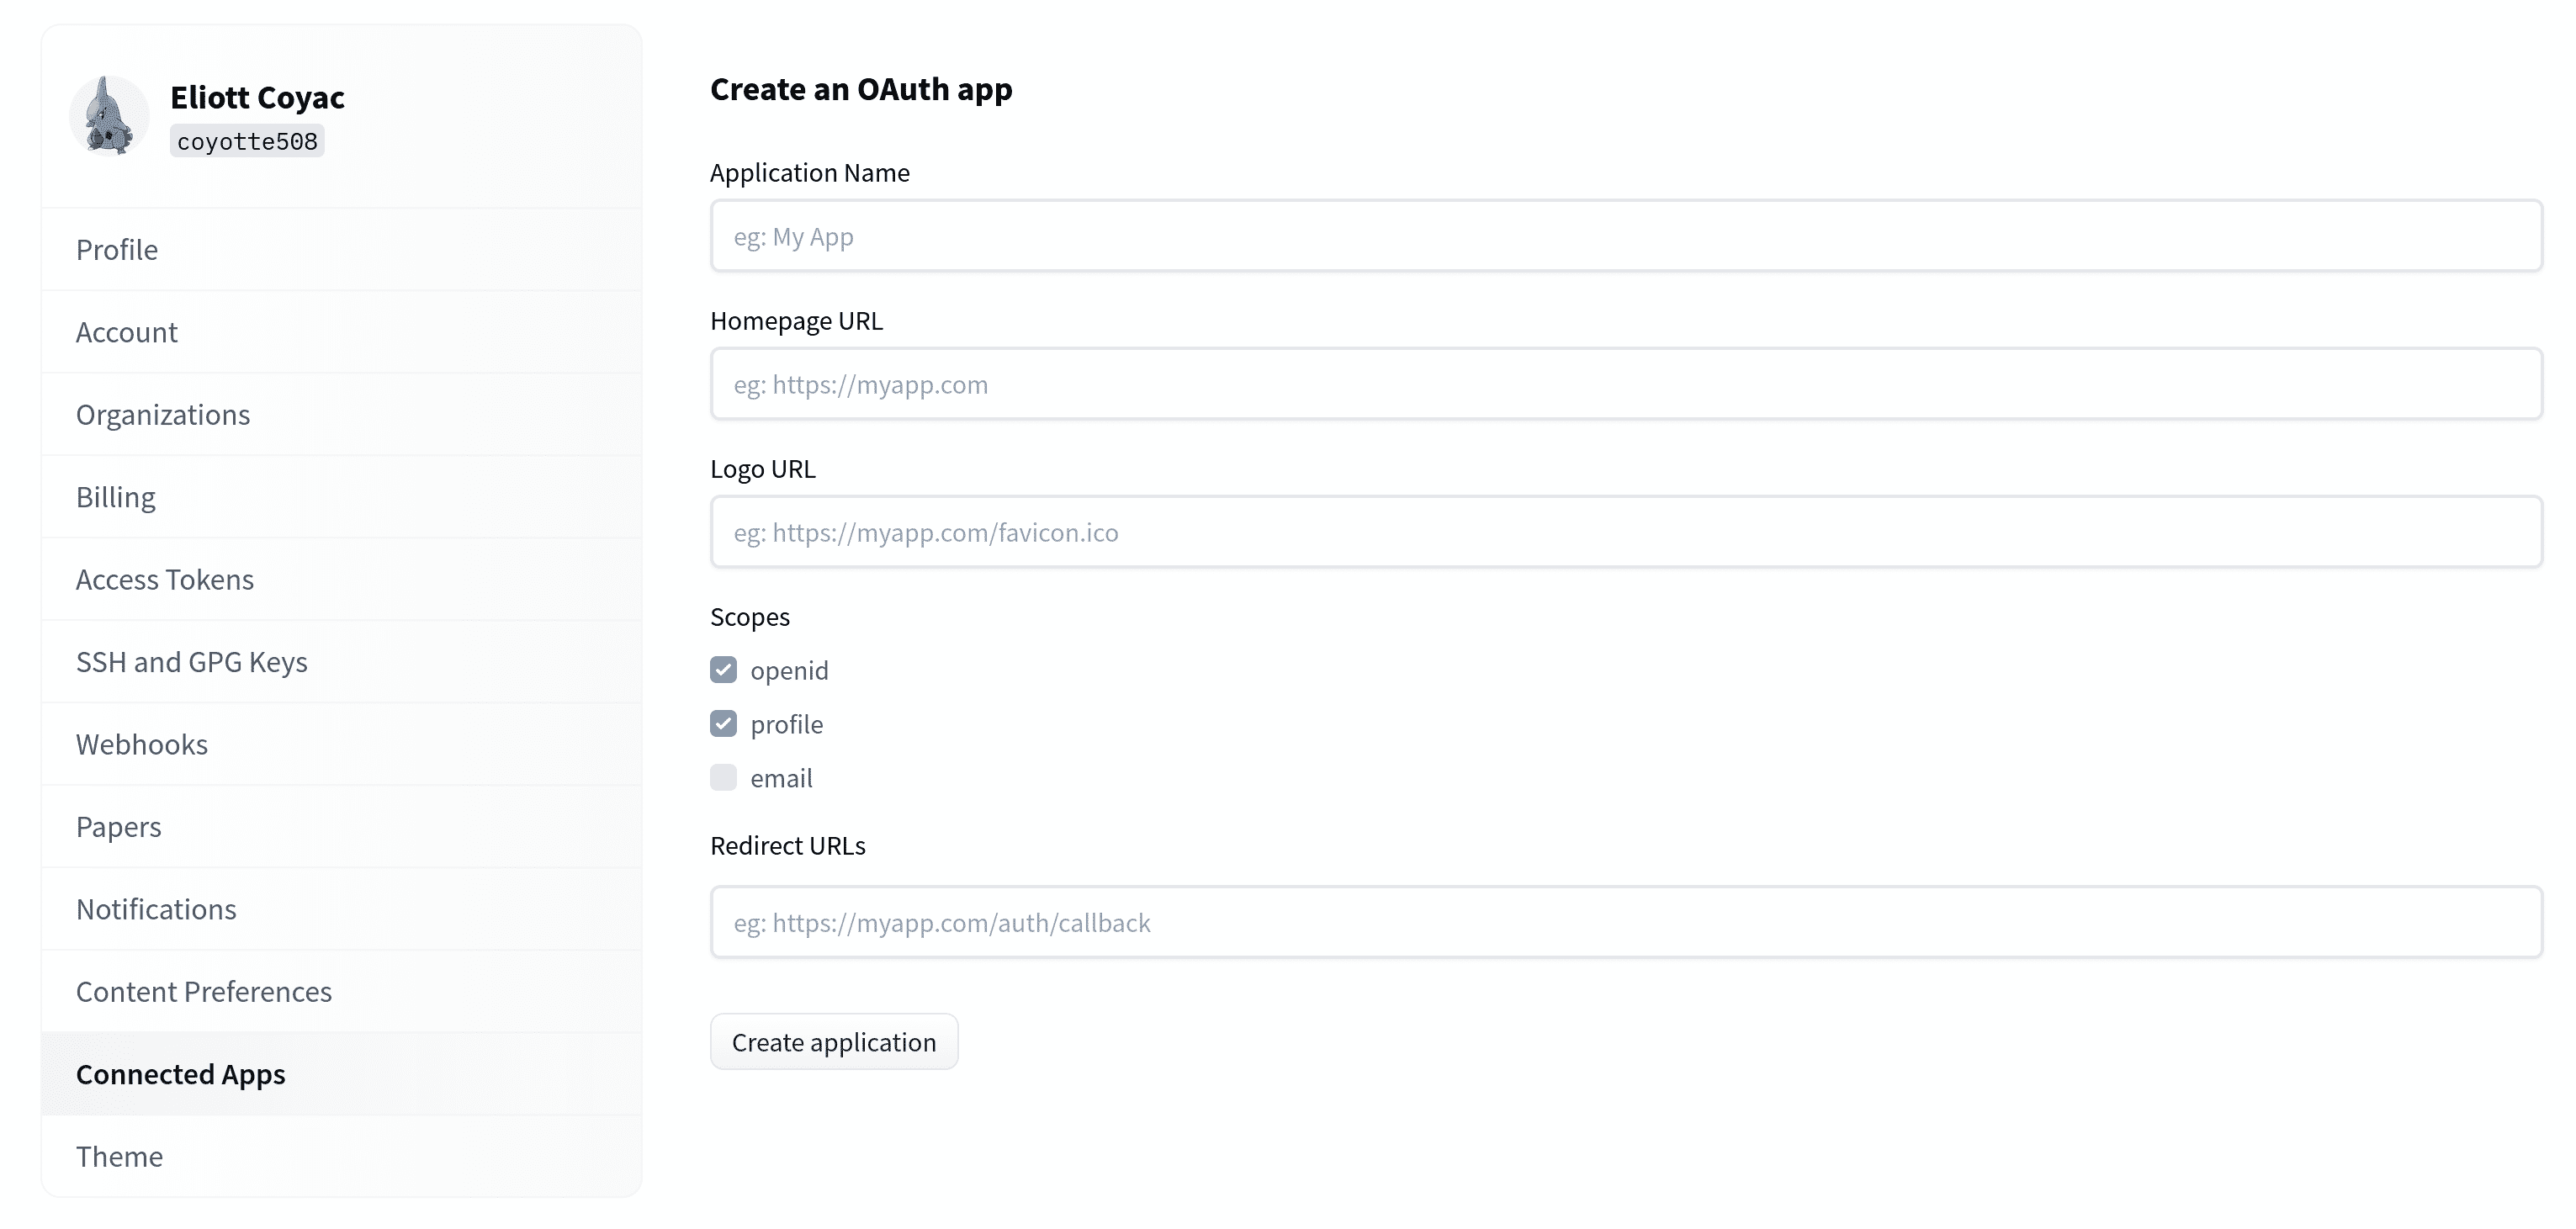 Eliott Coyac
coyotte508
Profile
Account
Organizations
Billing
Access Tokens
SSH and GPG Keys
Webhooks
Papers
Notifications
Content Preferences
Connected Apps
Theme
Create an OAuth app
Application Name
eg: My App
Homepage URL
eg: https://myapp.com
Logo URL
eg: https://myapp.com/favicon.ico
Scopes
openid
profile
email
Redirect URLs
eg: https://myapp.com/auth/callback
Create application